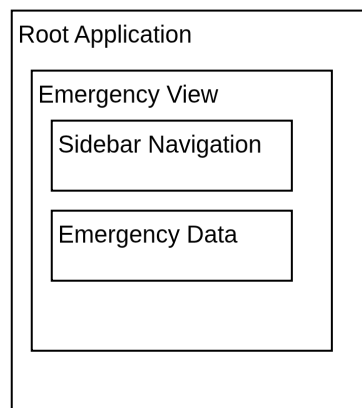 Root Application
Emergency View
Sidebar Navigation
Emergency Data